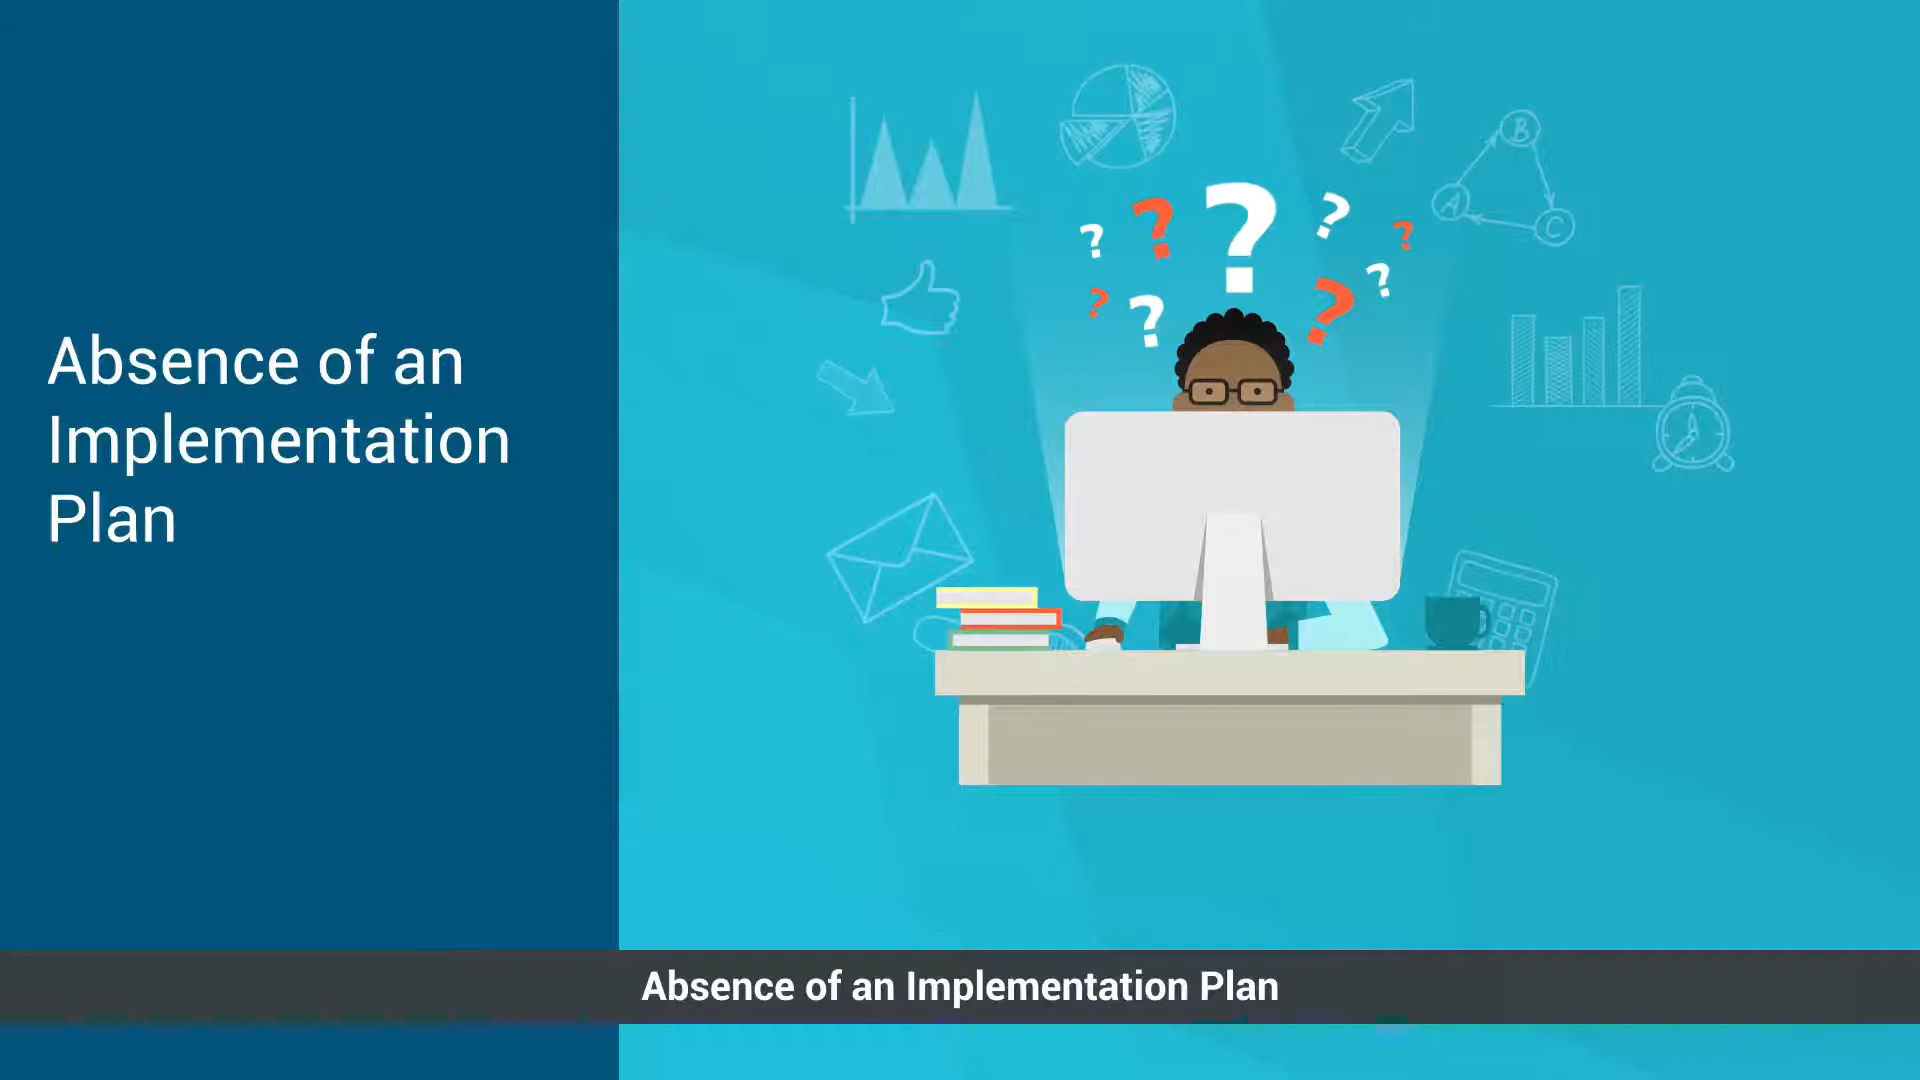 Absence of an
Implementation
Plan
B
A
C
? ? ? ? ?
? ? ? ?
Absence of an Implementation Plan